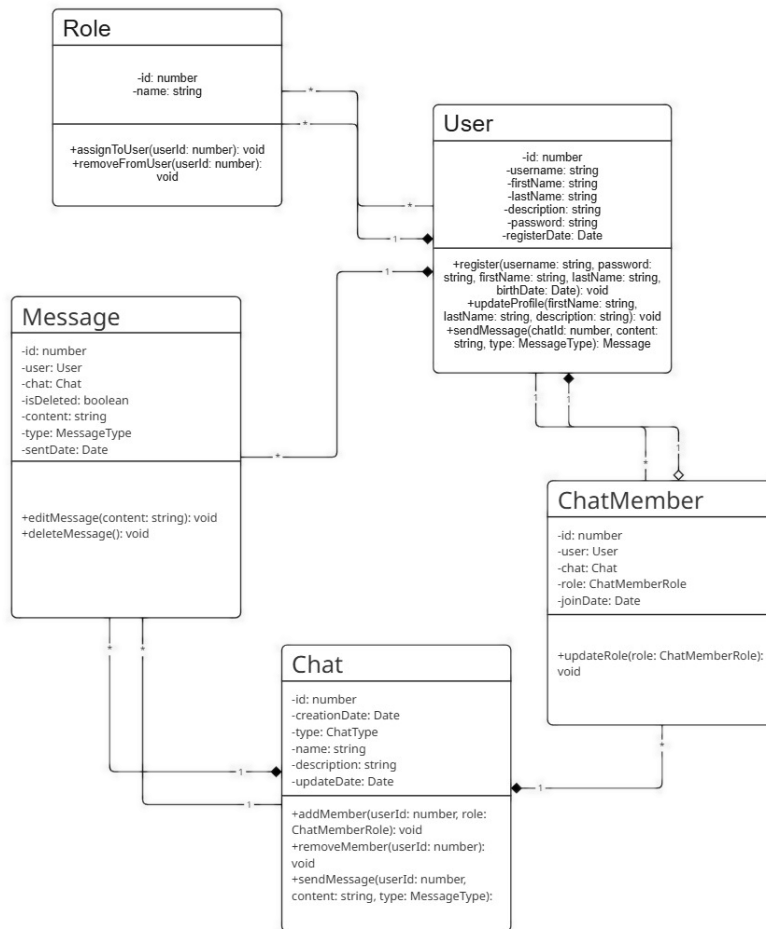 Role
-id: number
-name: string
+assignToUser(userId: number): void
+removeFromUser(userId: number):
void
*
*
User
-id: number
-username: string
-firstName: string
-lastName: string
-description: string
-password: string
-registerDate: Date
+register(username: string, password:
string, firstName: string, lastName: string,
birthDate: Date): void
+updateProfile(firstName: string,
lastName: string, description: string): void
+sendMessage(chatId: number, content:
string, type: MessageType): Message
*
1
1
Message
-id: number
-user: User
-chat: Chat
-isDeleted: boolean
-content: string
-type: MessageType
-sentDate: Date
+editMessage(content: string): void
+deleteMessage(): void
*
1
1
1
*
ChatMember
-id: number
-user: User
-chat: Chat
-role: ChatMemberRole
-joinDate: Date
+updateRole(role: ChatMemberRole):
void
*
*
*
Chat
-id: number
-creationDate: Date
-type: ChatType
-name: string
-description: string
-updateDate: Date
+addMember(userId: number, role:
ChatMemberRole): void
+removeMember(userId: number):
void
+sendMessage(userId: number,
content: string, type: MessageType):
1
1
1